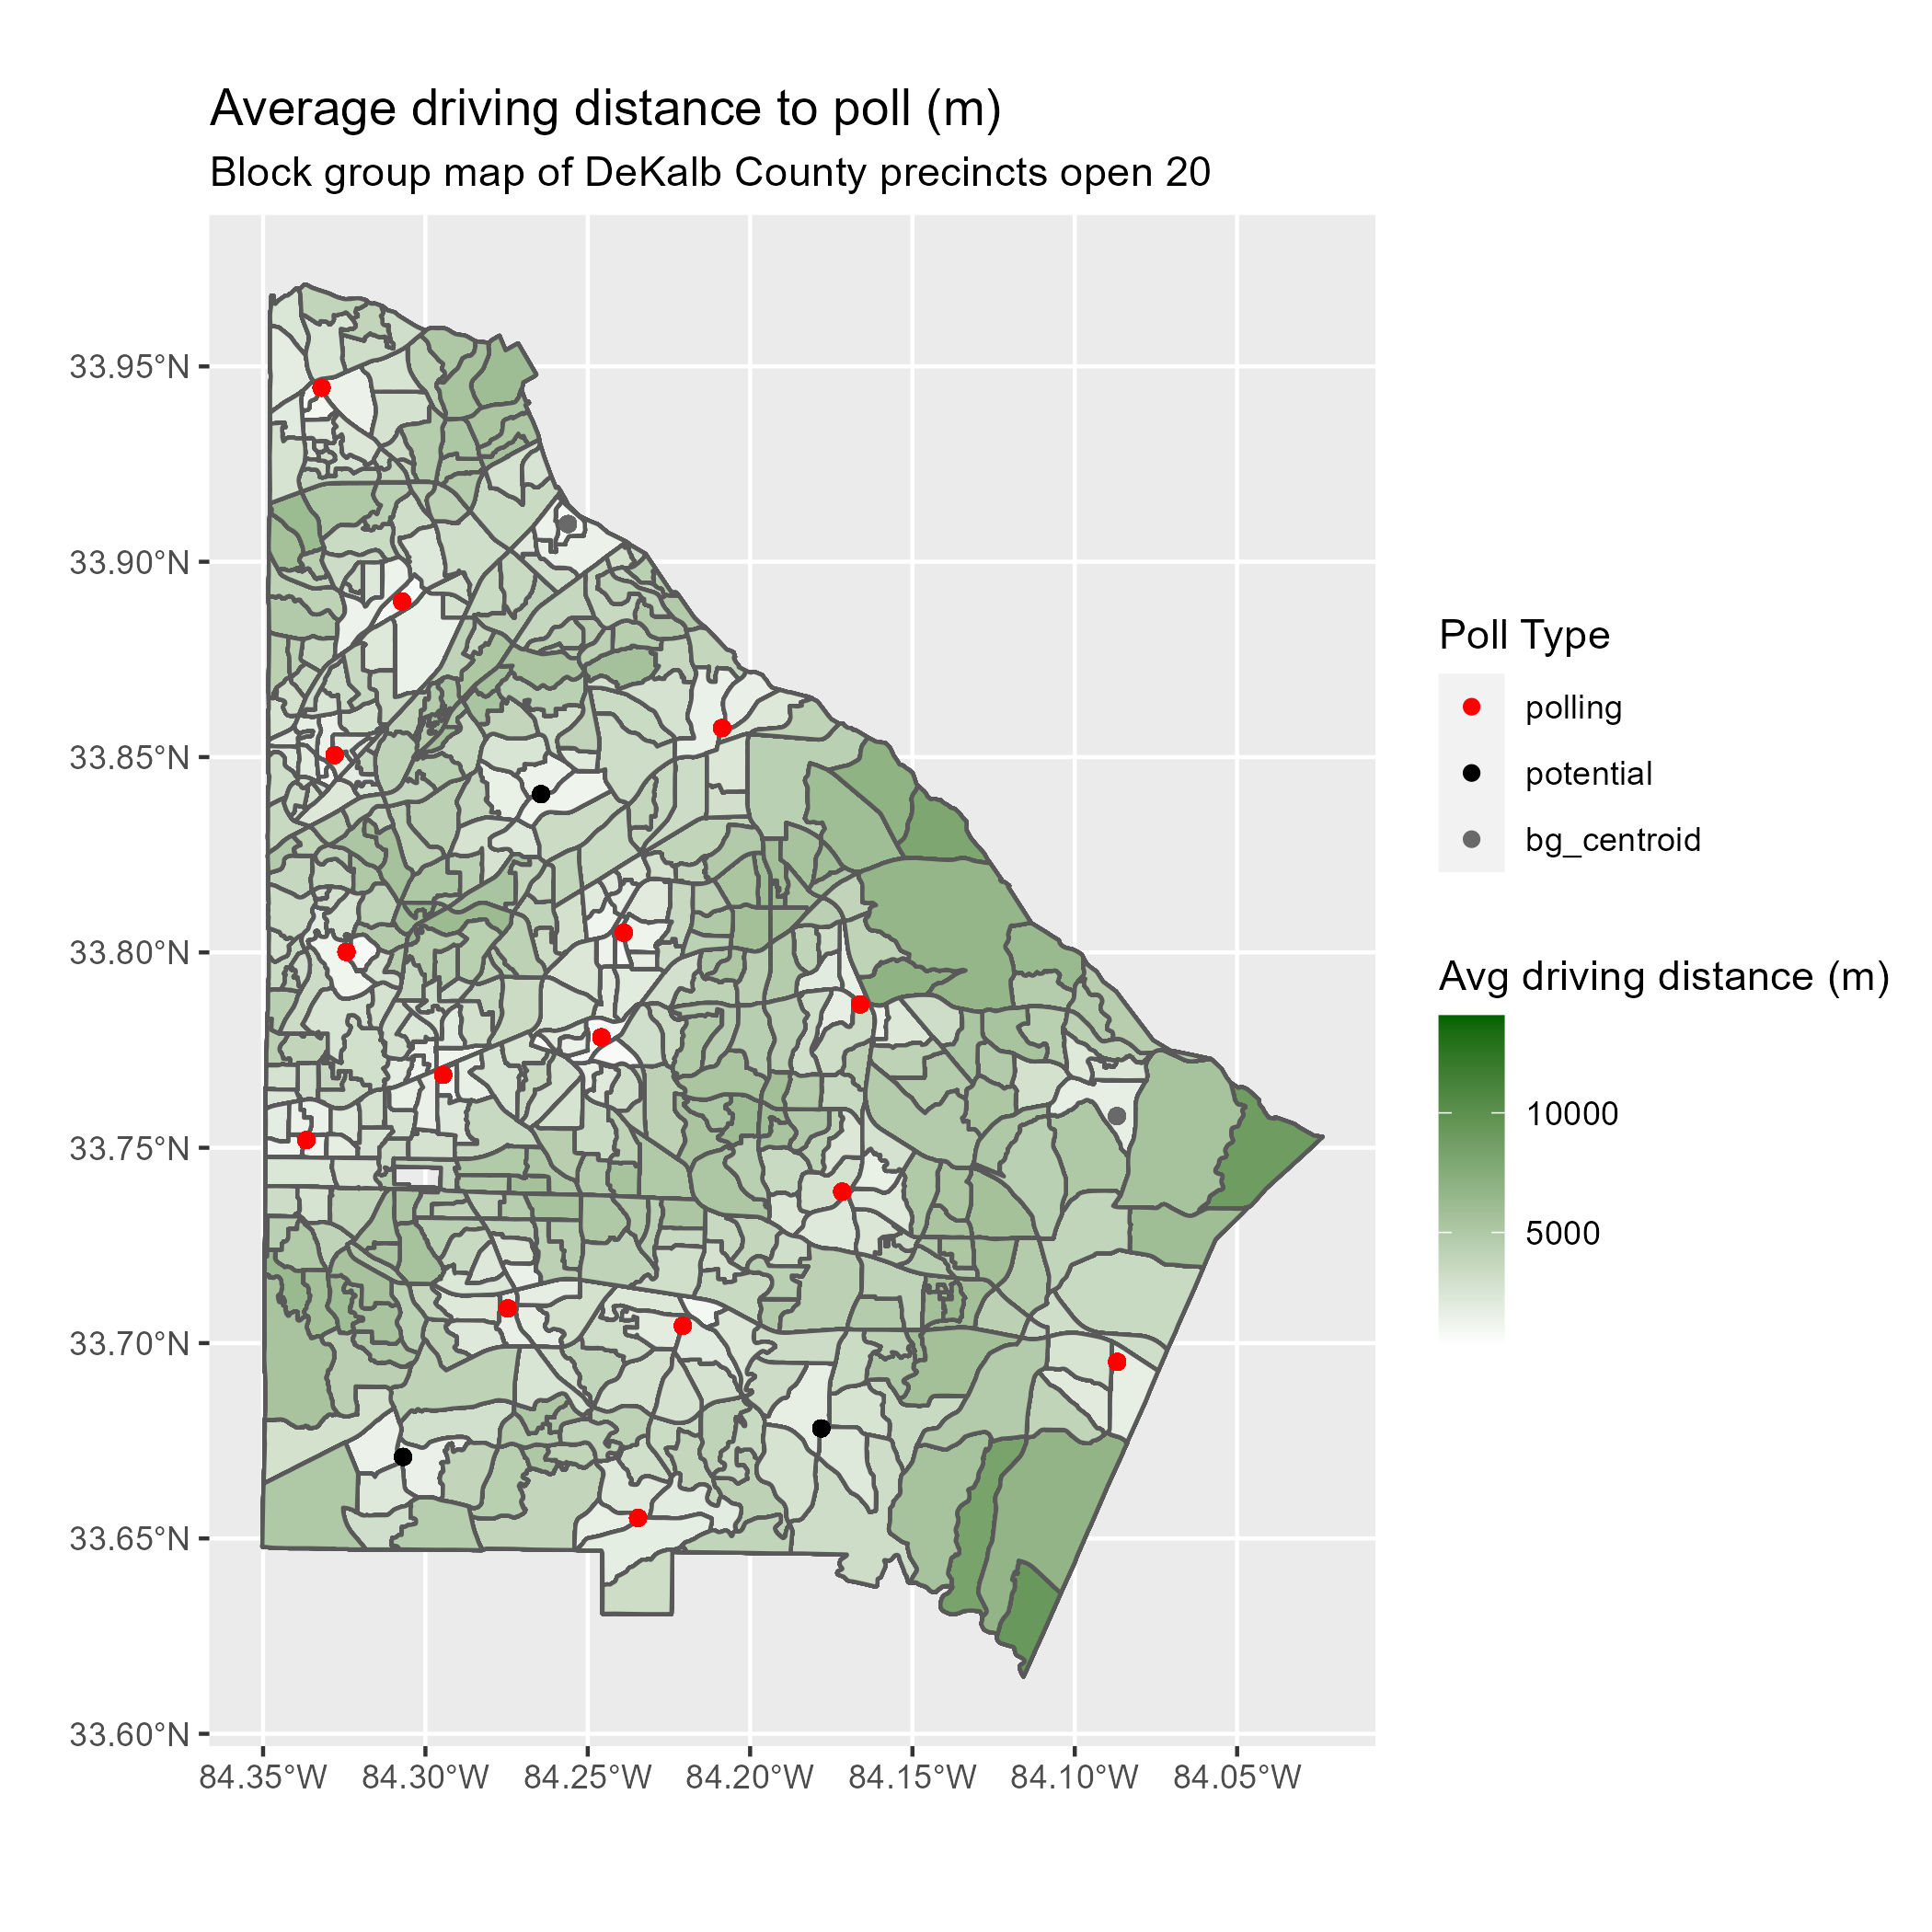 Average driving distance to poll (m)
Block group map of DeKalb County precincts open 20
33.95°N
33.90°N
33.85°N
33.80°N
33.75°N
33.70°N
33.65°N
33.60°N
84.35°W 84.30°W 84.25°W 84.20°W 84.15°W 84.10°W 84.05°W
Poll Type
polling
potential
bg_centroid
Avg driving distance (m)
10000
5000